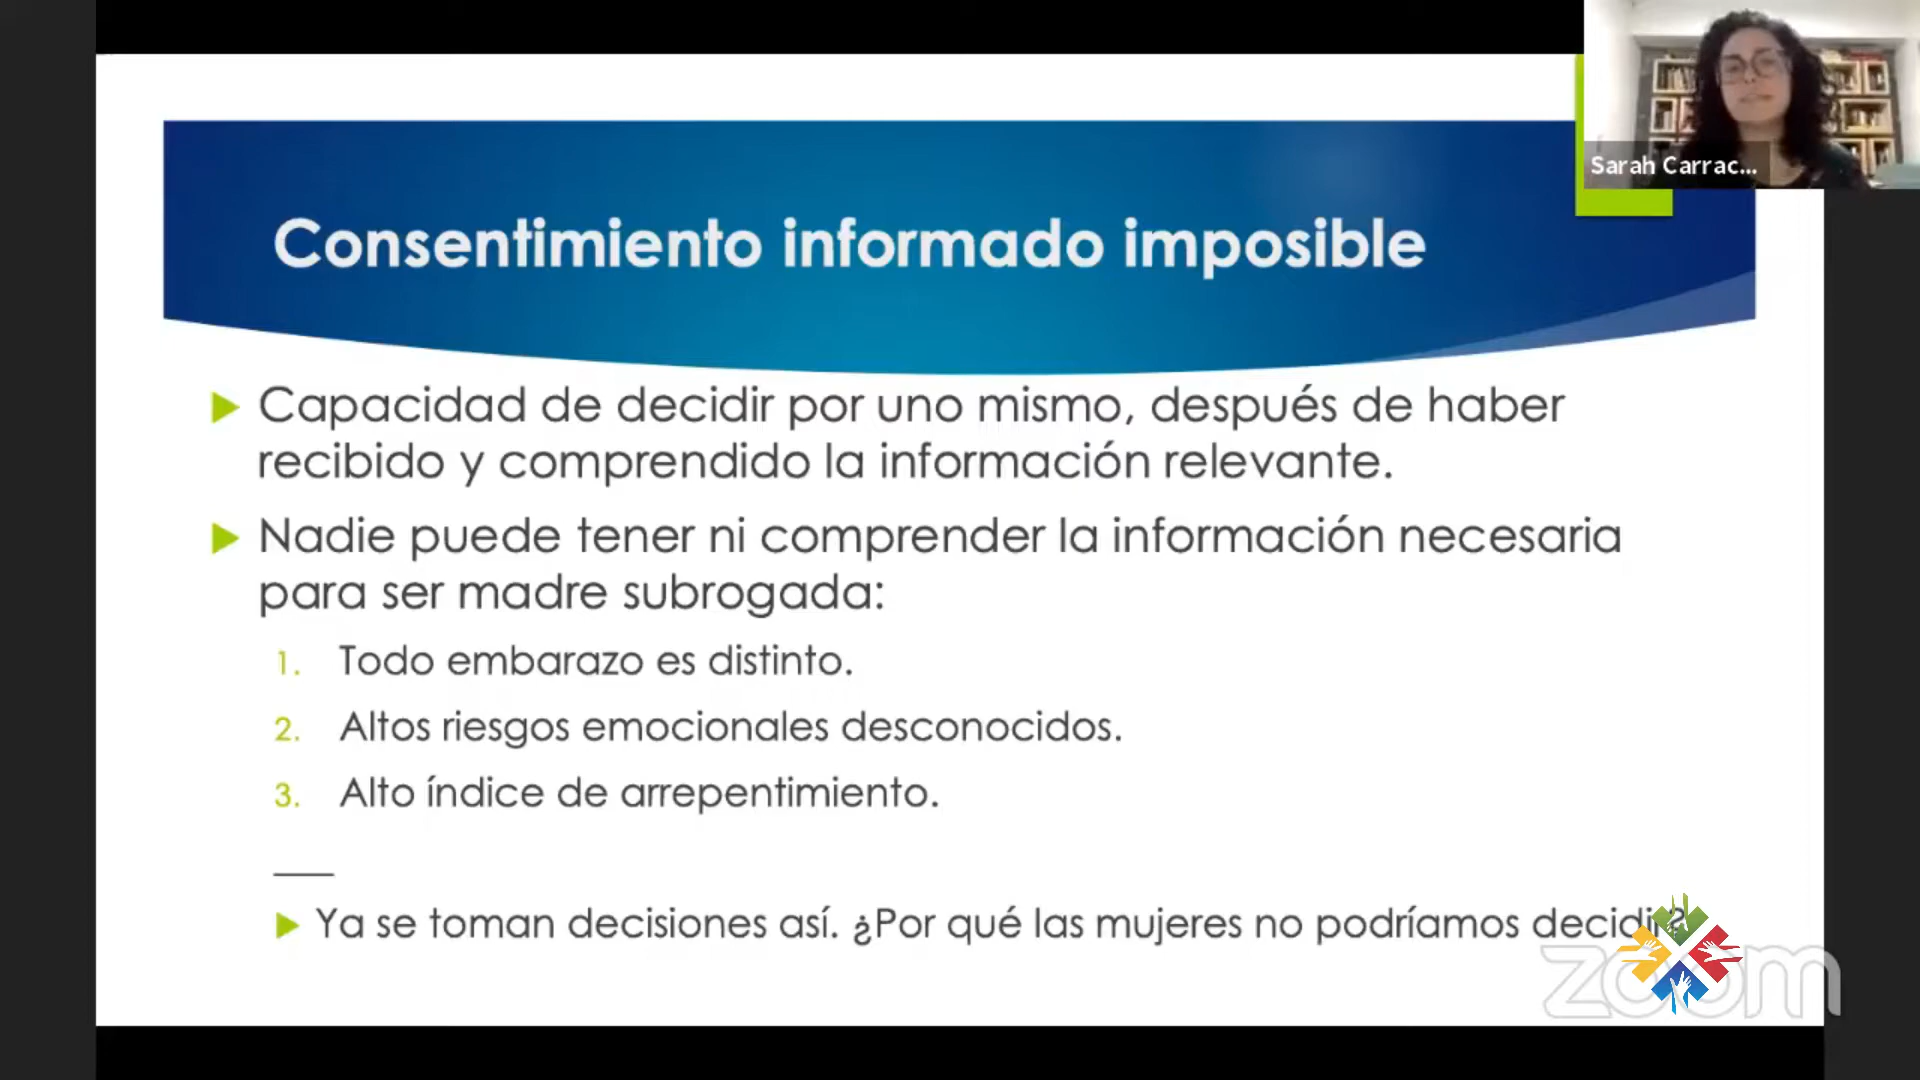 Sarah Carrac...
Consentimiento informado imposible
Capacidad de decidir por uno mismo, después de haber
recibido y comprendido la información relevante.
Nadie puede tener ni comprender la información necesaria
para ser madre subrogada:
1. Todo embarazo es distinto.
2. Altos riesgos emocionales desconocidos.
3. Alto índice de arrepentimiento.
Ya se toman decisiones así. ¿Por qué las mujeres no podríamos decidir?
zoom